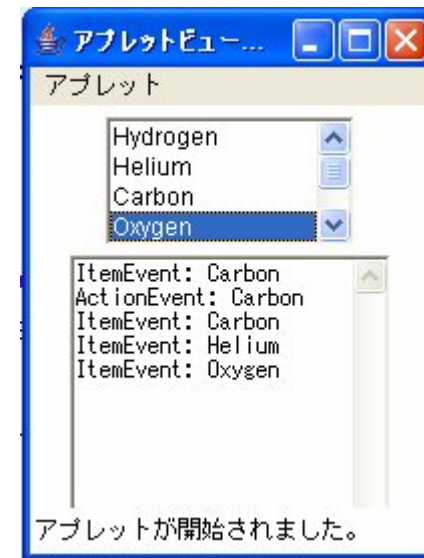 アプレットビュー...
アプレット
Hydrogen
Helium
Carbon
Oxygen
ItemEvent: Carbon
ActionEvent: Carbon
ItemEvent: Carbon
ItemEvent: Helium
ItemEvent: Oxygen
アプレットが開始されました。